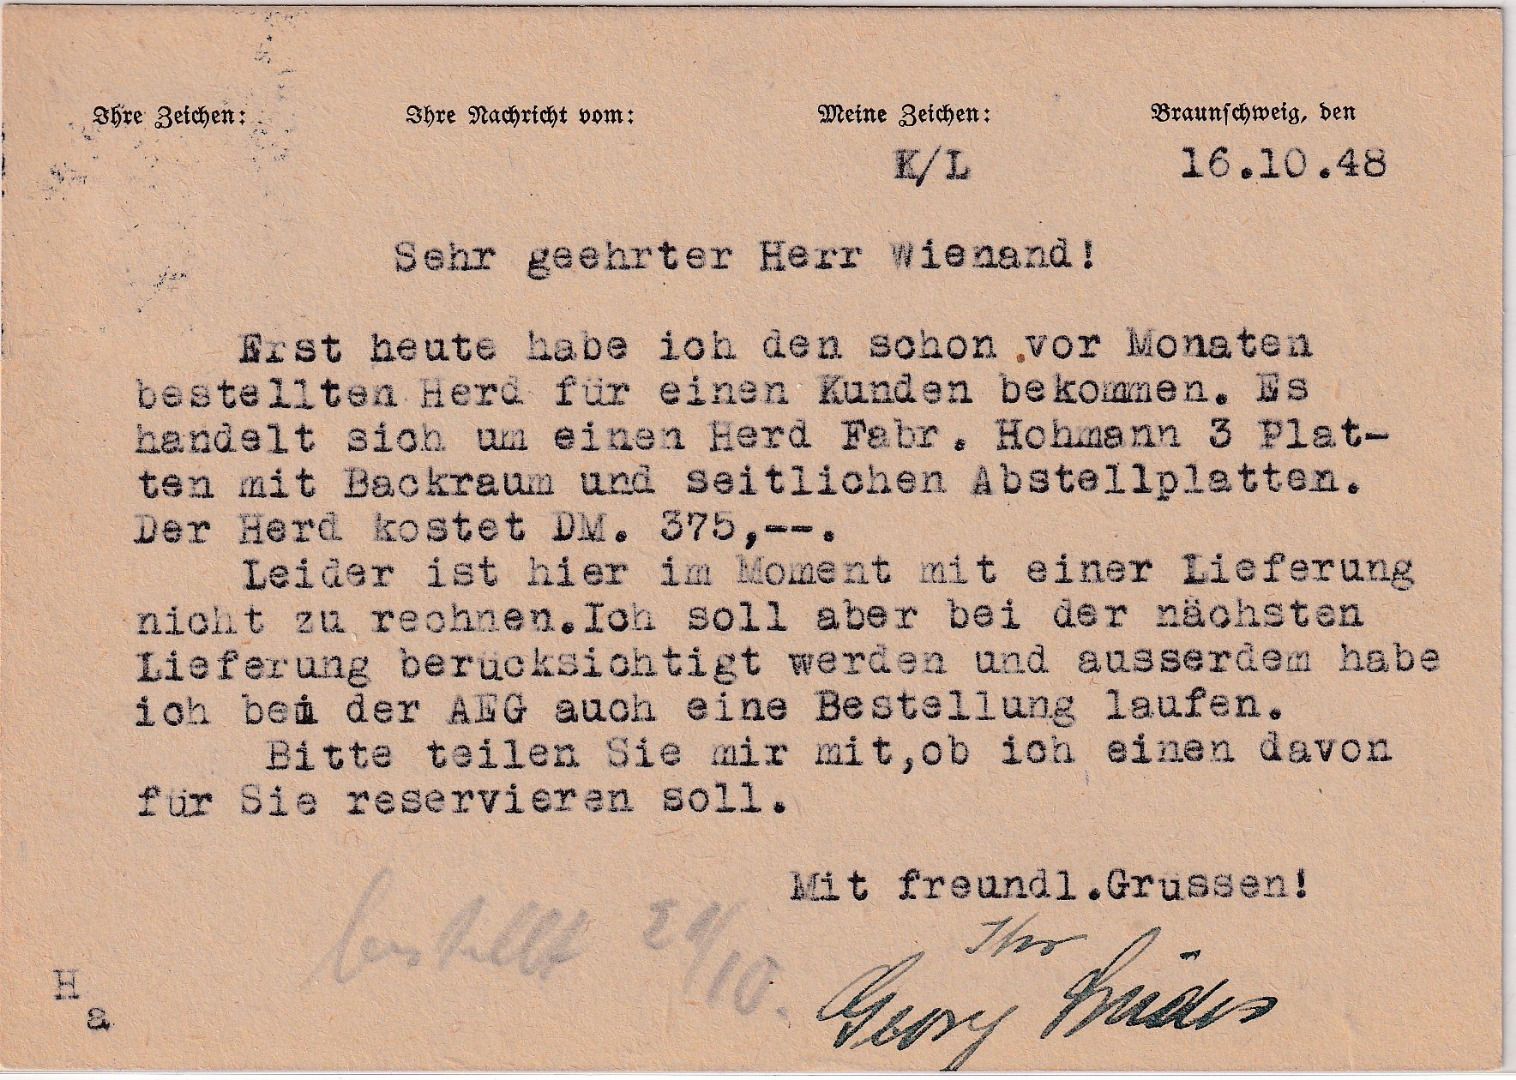 Ihre Zeichen: Ihre Nachricht vom: Meine Zeichen: Braunschweig, den
K/L 16.10.48
Sehr geehrter Herr Wienand!
Erst heute habe ich den schon vor Monaten
bestellten Herd für einen Kunden bekommen. Es
handelt sich um einen Herd Fabr. Hohmann 3 Plat-
ten mit Backraum und seitlichen Abstellplatten.
Der Herd kostet DM. 375,--.
Leider ist hier im Moment mit einer Lieferung
nicht zu rechnen.Ich soll aber bei der nächsten
Lieferung berücksichtigt werden und ausserdem habe
ich bei der AEG auch eine Bestellung laufen.
Bitte teilen Sie mir mit,ob ich einen davon
für Sie reservieren soll.
Mit freundl.Grüssen!
Ihr
bestellt /10.
Georg
H
a